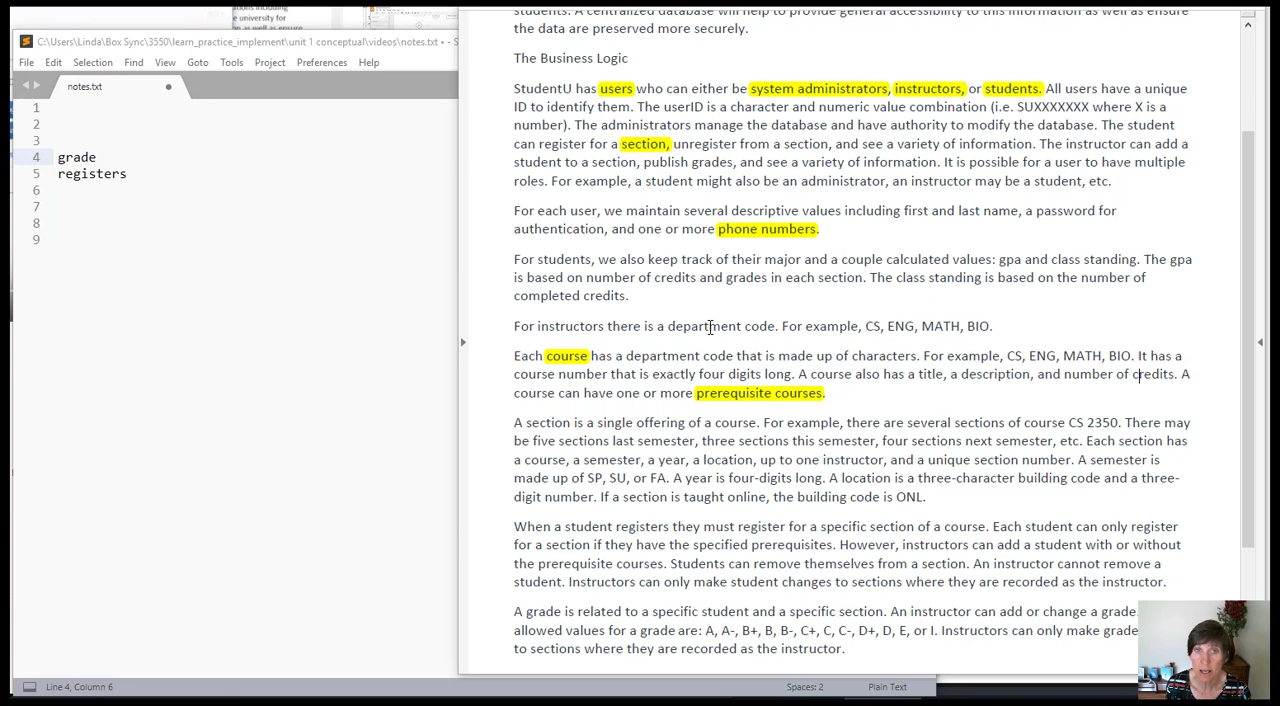 students. A centralized database will help to provide general accessibility to this information as well as ensure
the data are preserved more securely.
C:\Users\Linda\Box Sync\3550\learn_practice_implement\unit 1 conceptual\videos\notes.txt • - S
File Edit Selection Find View Goto Tools Project Preferences Help
notes.txt
1
2
3
4 grade
5 registers
6
7
8
9
The Business Logic
StudentU has users who can either be system administrators, instructors, or students. All users have a unique
ID to identify them. The userID is a character and numeric value combination (i.e. SUXXXXXXX where X is a
number). The administrators manage the database and have authority to modify the database. The student
can register for a section, unregister from a section, and see a variety of information. The instructor can add a
student to a section, publish grades, and see a variety of information. It is possible for a user to have multiple
roles. For example, a student might also be an administrator, an instructor may be a student, etc.
For each user, we maintain several descriptive values including first and last name, a password for
authentication, and one or more phone numbers.
For students, we also keep track of their major and a couple calculated values: gpa and class standing. The gpa
is based on number of credits and grades in each section. The class standing is based on the number of
completed credits.
For instructors there is a department code. For example, CS, ENG, MATH, BIO.
Each course has a department code that is made up of characters. For example, CS, ENG, MATH, BIO. It has a
course number that is exactly four digits long. A course also has a title, a description, and number of credits. A
course can have one or more prerequisite courses.
A section is a single offering of a course. For example, there are several sections of course CS 2350. There may
be five sections last semester, three sections this semester, four sections next semester, etc. Each section has
a course, a semester, a year, a location, up to one instructor, and a unique section number. A semester is
made up of SP, SU, or FA. A year is four-digits long. A location is a three-character building code and a three-
digit number. If a section is taught online, the building code is ONL.
When a student registers they must register for a specific section of a course. Each student can only register
for a section if they have the specified prerequisites. However, instructors can add a student with or without
the prerequisite courses. Students can remove themselves from a section. An instructor cannot remove a
student. Instructors can only make student changes to sections where they are recorded as the instructor.
A grade is related to a specific student and a specific section. An instructor can add or change a grade.
allowed values for a grade are: A, A-, B+, B, B-, C+, C, C-, D+, D, E, or I. Instructors can only make grade
to sections where they are recorded as the instructor.
Line 4, Column 6 Spaces: 2 Plain Text